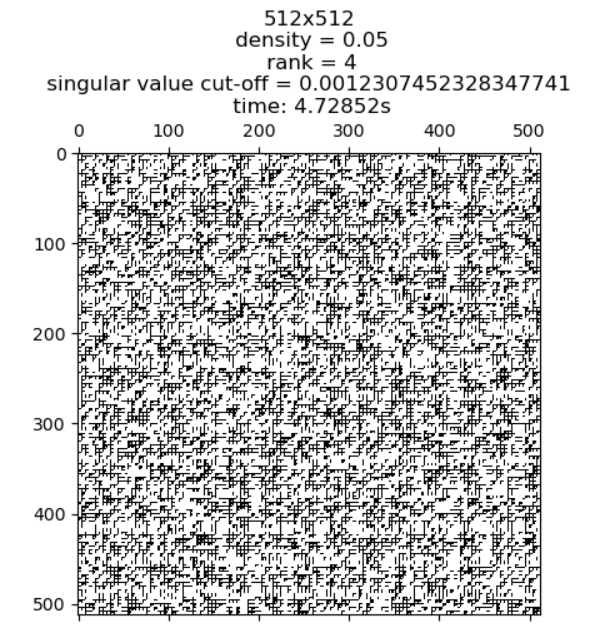 512x512
density = 0.05
rank = 4
singular value cut-off = 0.0012307452328347741
time: 4.72852s
0 100 200 300 400 500
0
100
200
300
400
500